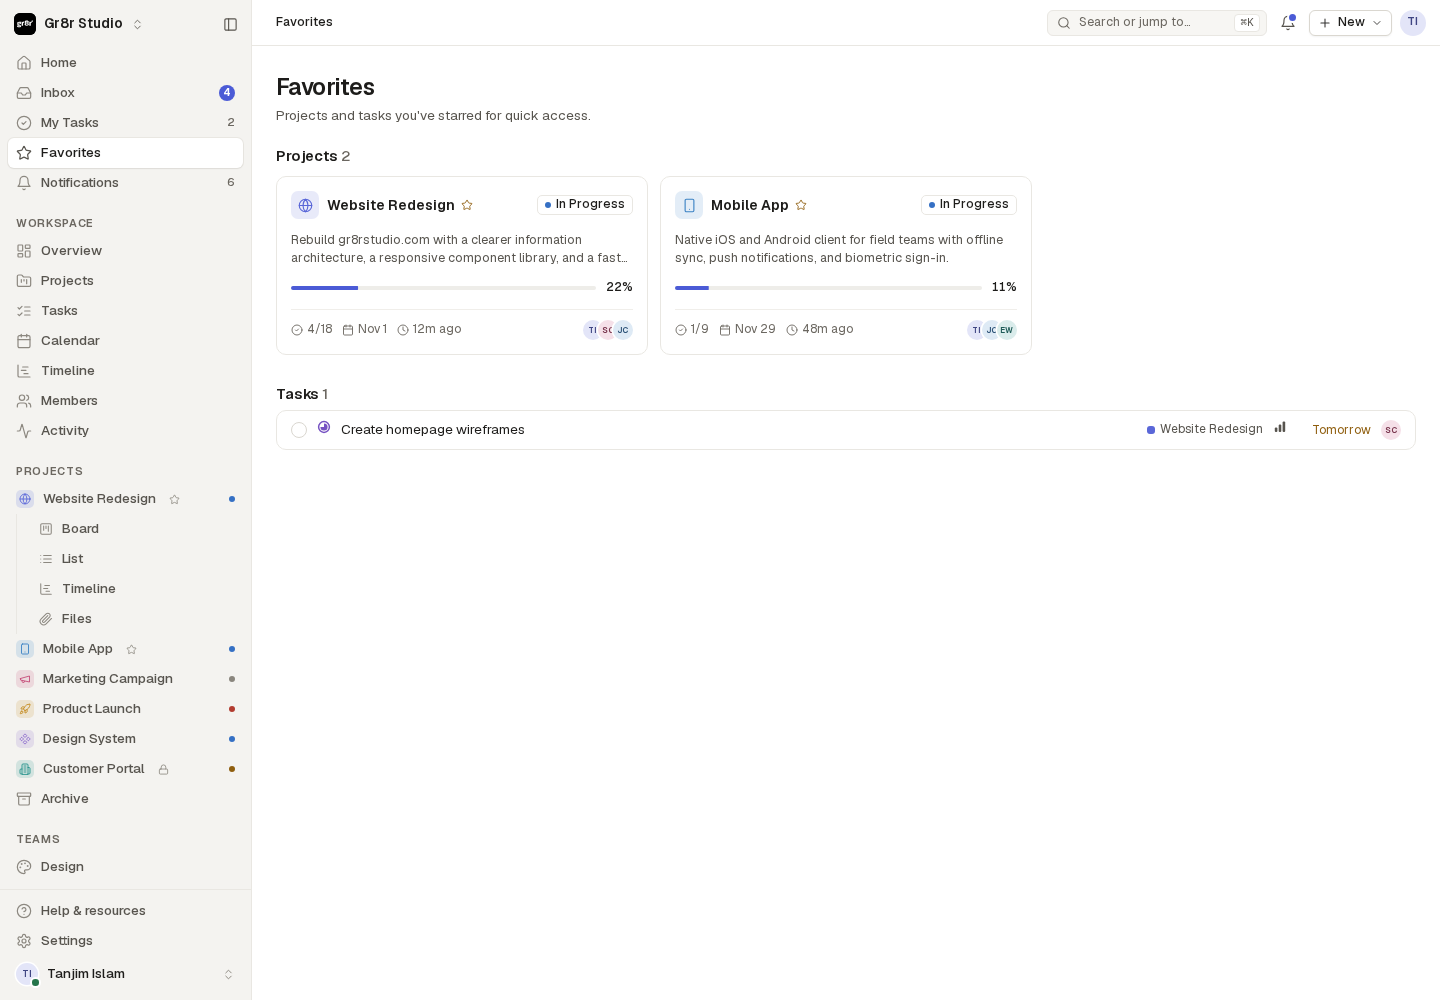 gr8r
Gr8r Studio
Home
Inbox 4
My Tasks 2
Favorites
Notifications 6
WORKSPACE
Overview
Projects
Tasks
Calendar
Timeline
Members
Activity
PROJECTS
Website Redesign
Board
List
Timeline
Files
Mobile App
Marketing Campaign
Product Launch
Design System
Customer Portal
Archive
TEAMS
Design
Help & resources
Settings
TI Tanjim Islam
Favorites
Search or jump to... ⌘K
New
TI
Favorites
Projects and tasks you've starred for quick access.
Projects 2
Website Redesign In Progress
Rebuild gr8rstudio.com with a clearer information
architecture, a responsive component library, and a fast…
22%
4/18 Nov 1 12m ago TI SC JC
Mobile App In Progress
Native iOS and Android client for field teams with offline
sync, push notifications, and biometric sign-in.
11%
1/9 Nov 29 48m ago TI JC EW
Tasks 1
Create homepage wireframes Website Redesign Tomorrow SC